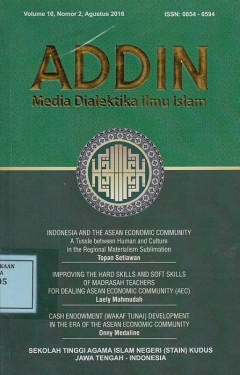 Volume 10, Nomor 2, Agustus 2016
ISSN: 0854 - 0594
ADDIN
Media Dialektika Ilmu Islam
INDONESIA AND THE ASEAN ECONOMIC COMMUNITY
A Tussle between Human and Culture
in the Regional Materialism Sublimation
Topan Setiawan
IMPROVING THE HARD SKILLS AND SOFT SKILLS
OF MADRASAH TEACHERS
FOR DEALING ASEAN ECONOMIC COMMUNITY (AEC)
Laely Mahmudah
CASH ENDOWMENT (WAKAF TUNAI) DEVELOPMENT
IN THE ERA OF THE ASEAN ECONOMIC COMMUNITY
Onny Medaline
KAAN
A
05
SEKOLAH TINGGI AGAMA ISLAM NEGERI (STAIN) KUDUS
JAWA TENGAH - INDONESIA